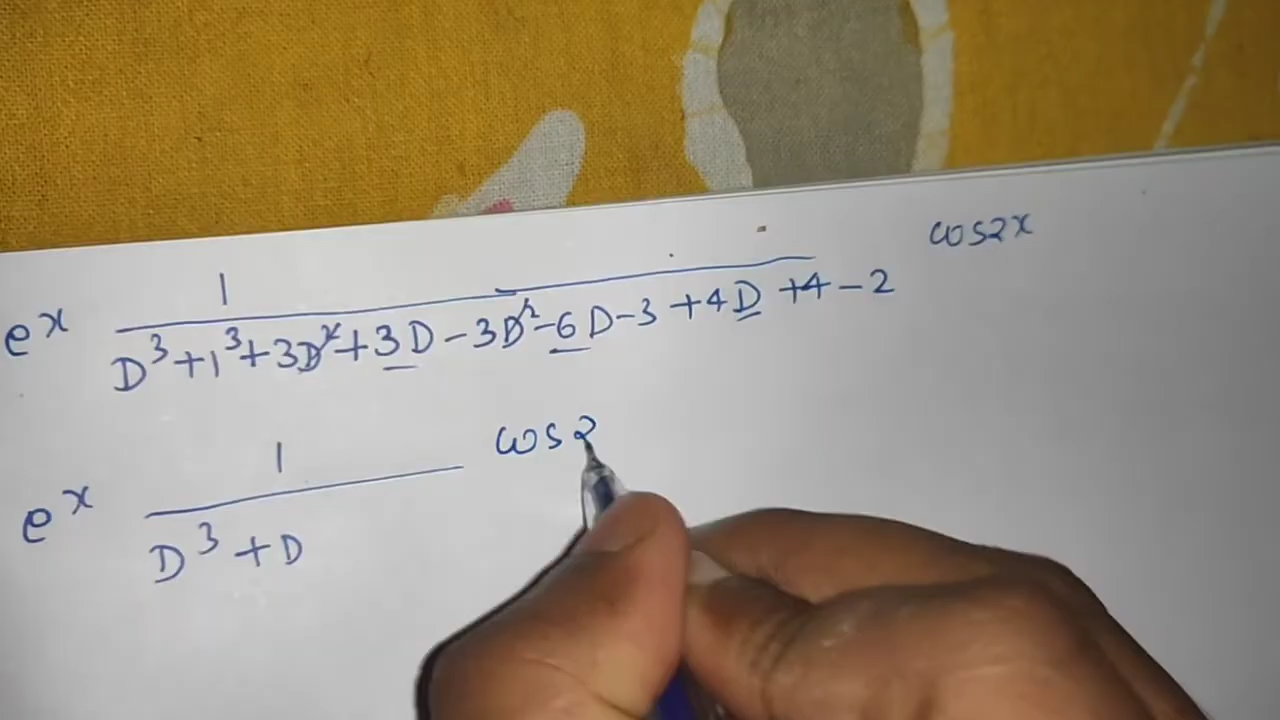 e^x 1/(D^3+1^3+3D^2+3D-3D^2-6D-3+4D+4-2) cos2x
e^x 1/(D^3+D) cos2